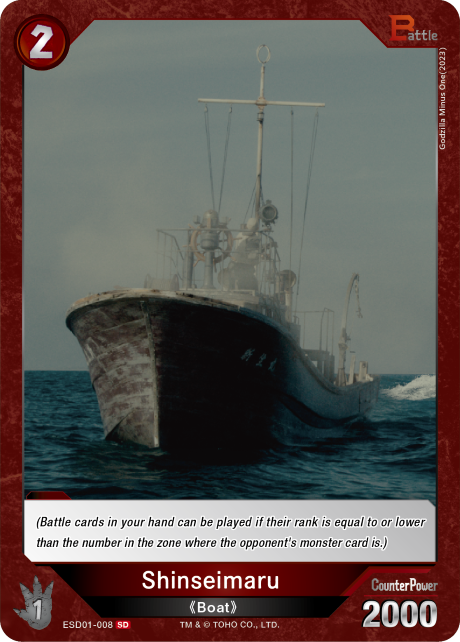 2
Battle
Godzilla Minus One(2023)
(Battle cards in your hand can be played if their rank is equal to or lower
than the number in the zone where the opponent's monster card is.)
Shinseimaru
CounterPower
1
《Boat》
2000
ESD01-008 SD
TM & © TOHO CO., LTD.